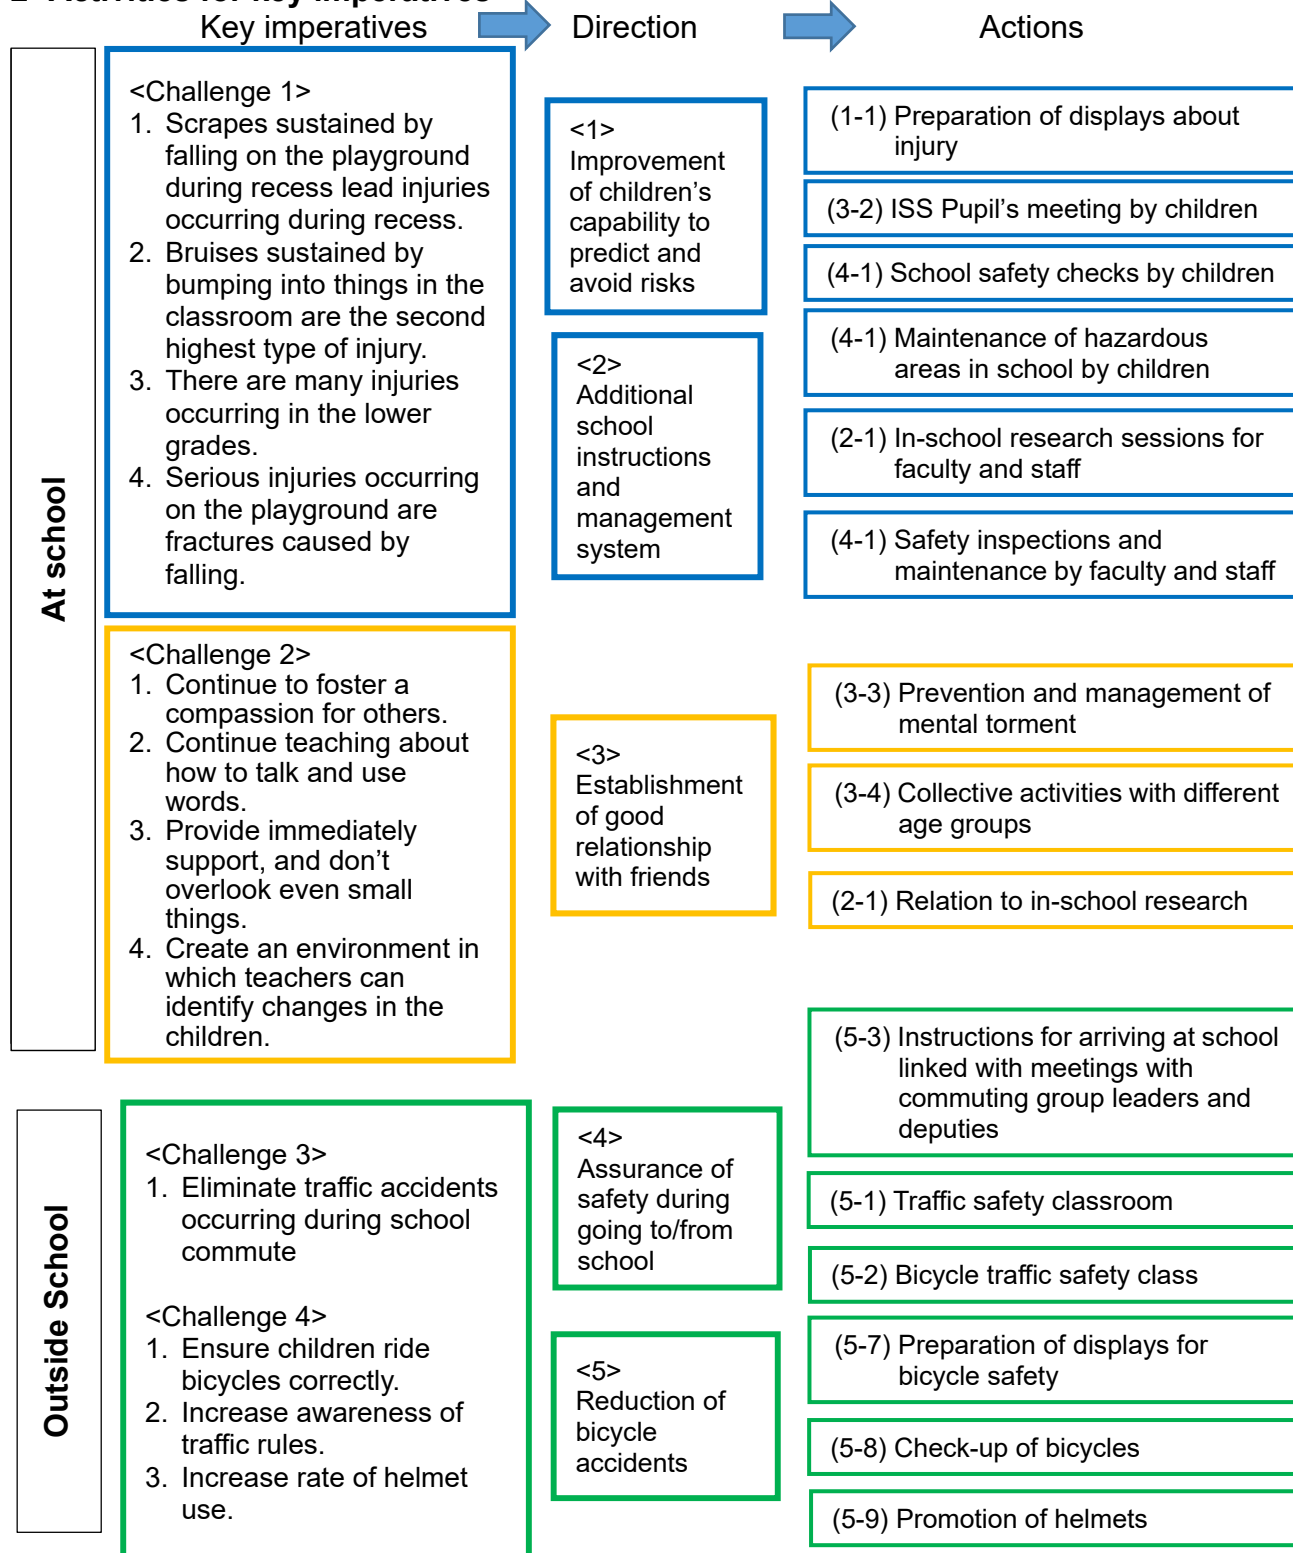 Key imperatives
Direction
Actions
At school
<Challenge 1>
1. Scrapes sustained by
falling on the playground
during recess lead injuries
occurring during recess.
2. Bruises sustained by
bumping into things in the
classroom are the second
highest type of injury.
3. There are many injuries
occurring in the lower
grades.
4. Serious injuries occurring
on the playground are
fractures caused by
falling.
<1>
Improvement
of children’s
capability to
predict and
avoid risks
<2>
Additional
school
instructions
and
management
system
(1-1) Preparation of displays about
injury
(3-2) ISS Pupil’s meeting by children
(4-1) School safety checks by children
(4-1) Maintenance of hazardous
areas in school by children
(2-1) In-school research sessions for
faculty and staff
(4-1) Safety inspections and
maintenance by faculty and staff
<Challenge 2>
1. Continue to foster a
compassion for others.
2. Continue teaching about
how to talk and use
words.
3. Provide immediately
support, and don’t
overlook even small
things.
4. Create an environment in
which teachers can
identify changes in the
children.
<3>
Establishment
of good
relationship
with friends
(3-3) Prevention and management of
mental torment
(3-4) Collective activities with different
age groups
(2-1) Relation to in-school research
Outside School
<Challenge 3>
1. Eliminate traffic accidents
occurring during school
commute
<Challenge 4>
1. Ensure children ride
bicycles correctly.
2. Increase awareness of
traffic rules.
3. Increase rate of helmet
use.
<4>
Assurance of
safety during
going to/from
school
<5>
Reduction of
bicycle
accidents
(5-3) Instructions for arriving at school
linked with meetings with
commuting group leaders and
deputies
(5-1) Traffic safety classroom
(5-2) Bicycle traffic safety class
(5-7) Preparation of displays for
bicycle safety
(5-8) Check-up of bicycles
(5-9) Promotion of helmets